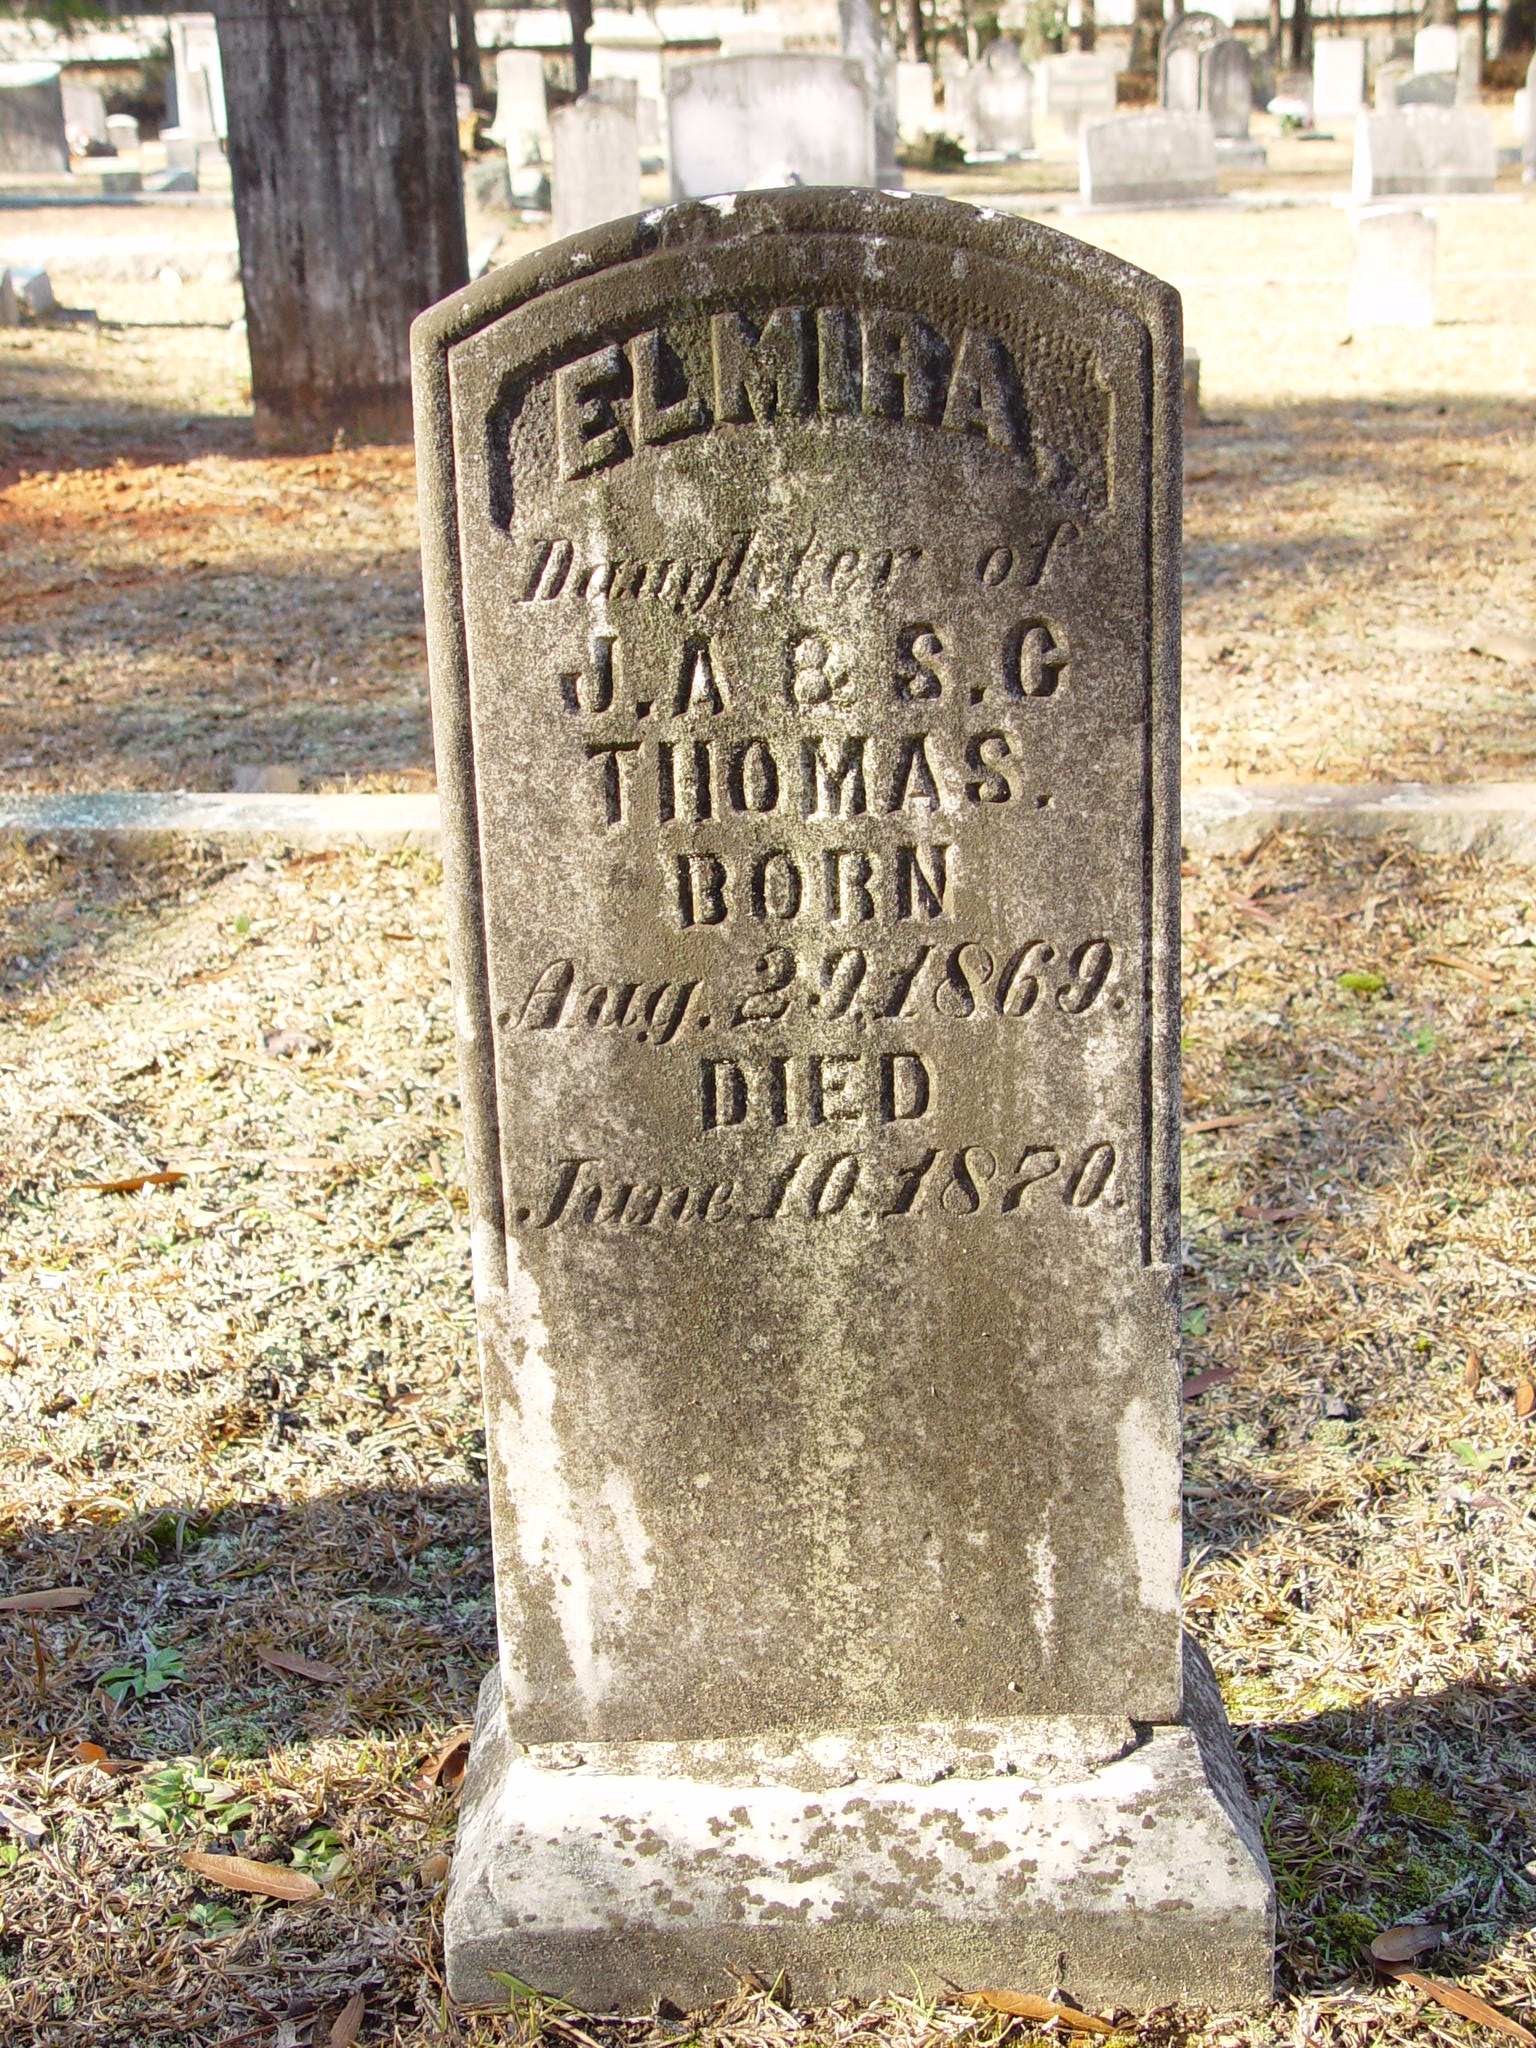 ELMIRA
Daughter of
J. A & S. G
THOMAS.
BORN
Aug. 29, 1869.
DIED
June 10. 1870.